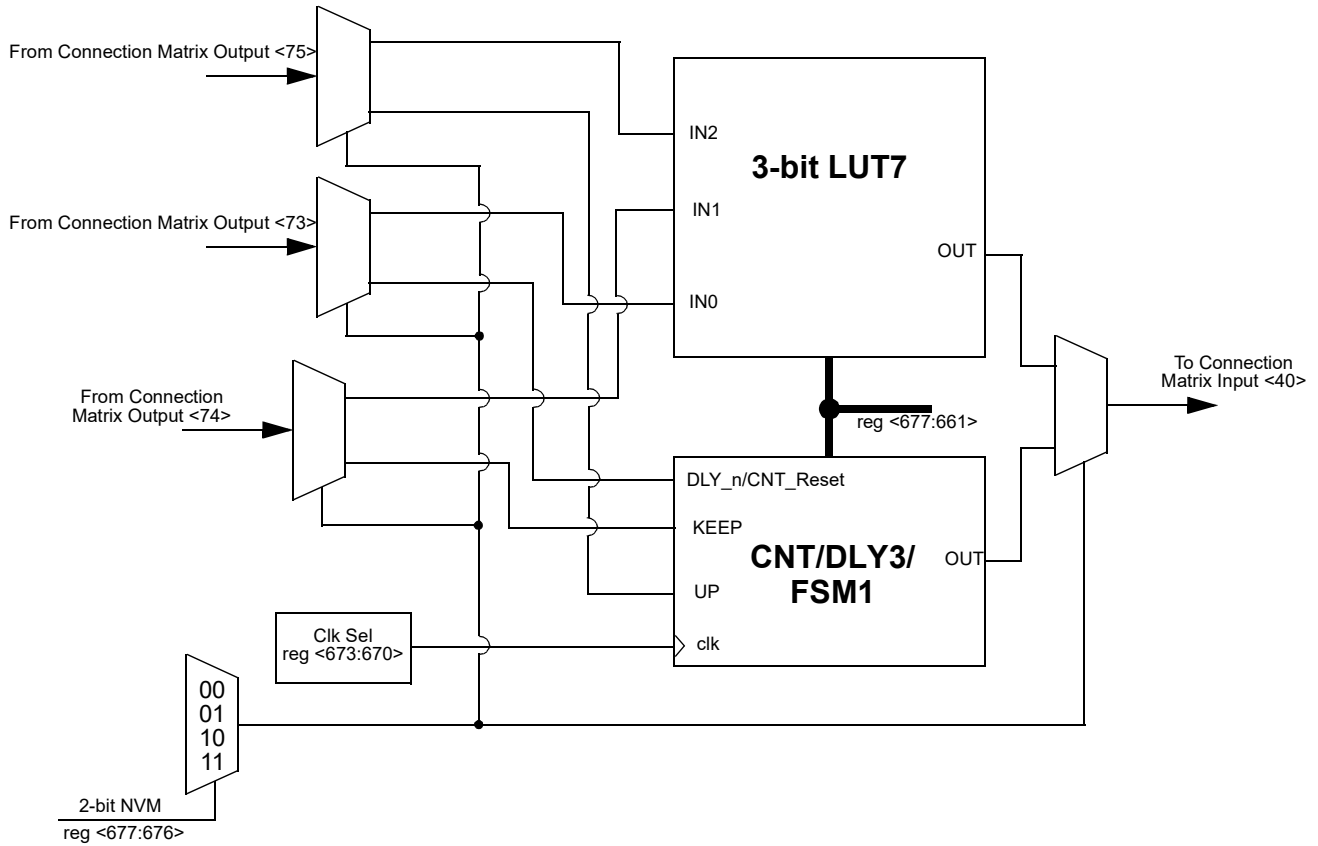 From Connection Matrix Output <75>
IN2
3-bit LUT7
IN1
From Connection Matrix Output <73>
OUT
IN0
To Connection
Matrix Input <40>
From Connection
Matrix Output <74>
reg <677:661>
DLY_n/CNT_Reset
KEEP
CNT/DLY3/
FSM1
OUT
UP
Clk Sel
reg <673:670>
clk
00
01
10
11
2-bit NVM
reg <677:676>